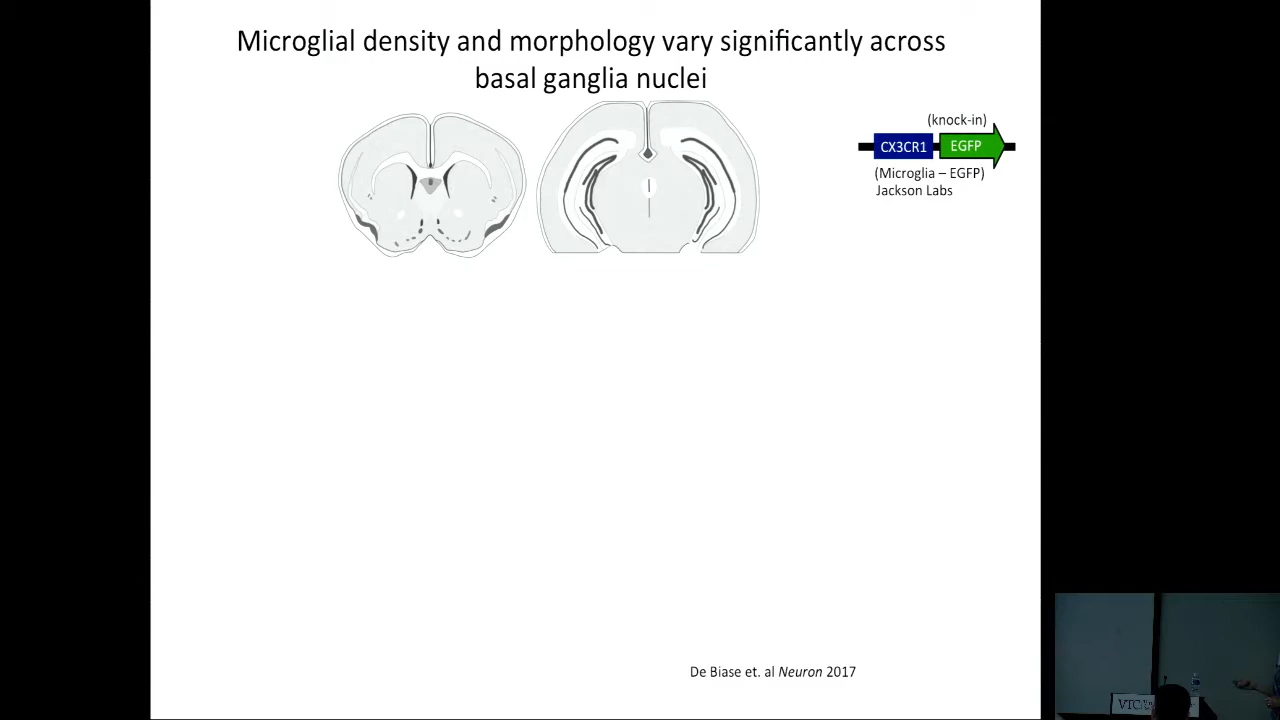 Microglial density and morphology vary significantly across
basal ganglia nuclei
(knock-in)
CX3CR1
EGFP
(Microglia – EGFP)
Jackson Labs
De Biase et. al Neuron 2017
VTC